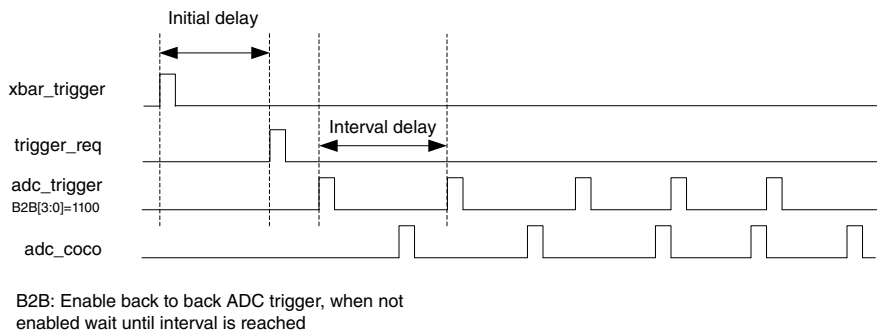 Initial delay
xbar_trigger
Interval delay
trigger_req
adc_trigger
B2B[3:0]=1100
adc_coco
B2B: Enable back to back ADC trigger, when not
enabled wait until interval is reached